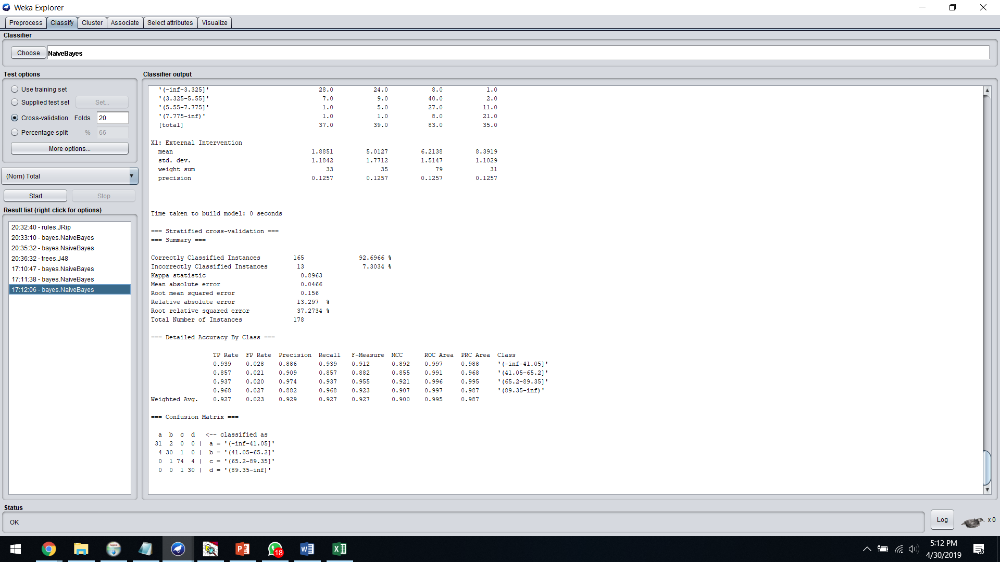 Weka Explorer
Preprocess Classify Cluster Associate Select attributes Visualize
Classifier
Choose NaiveBayes
Test options
Use training set
Supplied test set Set...
Cross-validation Folds 20
Percentage split % 66
More options...
(Nom) Total
Start Stop
Result list (right-click for options)
20:32:40 - rules.JRip
20:33:10 - bayes.NaiveBayes
20:35:32 - bayes.NaiveBayes
20:36:32 - trees.J48
17:10:47 - bayes.NaiveBayes
17:11:38 - bayes.NaiveBayes
17:12:06 - bayes.NaiveBayes
Classifier output
'(-inf-3.325]' 28.0 24.0 8.0 1.0
'(3.325-5.55]' 7.0 9.0 40.0 2.0
'(5.55-7.775]' 1.0 5.0 27.0 11.0
'(7.775-inf)' 1.0 1.0 8.0 21.0
[total] 37.0 39.0 83.0 35.0
X1: External Intervention
mean 1.8851 5.0127 6.2138 8.3919
std. dev. 1.1842 1.7712 1.5147 1.1029
weight sum 33 35 79 31
precision 0.1257 0.1257 0.1257 0.1257
Time taken to build model: 0 seconds
=== Stratified cross-validation ===
=== Summary ===
Correctly Classified Instances 165 92.6966 %
Incorrectly Classified Instances 13 7.3034 %
Kappa statistic 0.8963
Mean absolute error 0.0466
Root mean squared error 0.156
Relative absolute error 13.297 %
Root relative squared error 37.2734 %
Total Number of Instances 178
=== Detailed Accuracy By Class ===
TP Rate FP Rate Precision Recall F-Measure MCC ROC Area PRC Area Class
0.939 0.028 0.886 0.939 0.912 0.892 0.997 0.988 '(-inf-41.05]'
0.857 0.021 0.909 0.857 0.882 0.855 0.991 0.968 '(41.05-65.2]'
0.937 0.020 0.974 0.937 0.955 0.921 0.996 0.995 '(65.2-89.35]'
0.968 0.027 0.882 0.968 0.923 0.907 0.997 0.987 '(89.35-inf)'
Weighted Avg. 0.927 0.023 0.929 0.927 0.927 0.900 0.995 0.987
=== Confusion Matrix ===
a b c d <-- classified as
31 2 0 0 | a = '(-inf-41.05]'
4 30 1 0 | b = '(41.05-65.2]'
0 1 74 4 | c = '(65.2-89.35]'
0 0 1 30 | d = '(89.35-inf)'
Status
OK
Log x 0
18
5:12 PM
4/30/2019